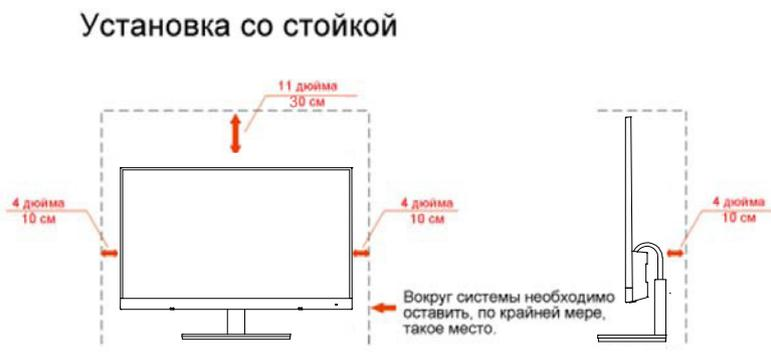 Установка со стойкой
11 дюйма
30 см
4 дюйма
10 см
4 дюйма
10 см
4 дюйма
10 см
Вокруг системы необходимо
оставить, по крайней мере,
такое место.